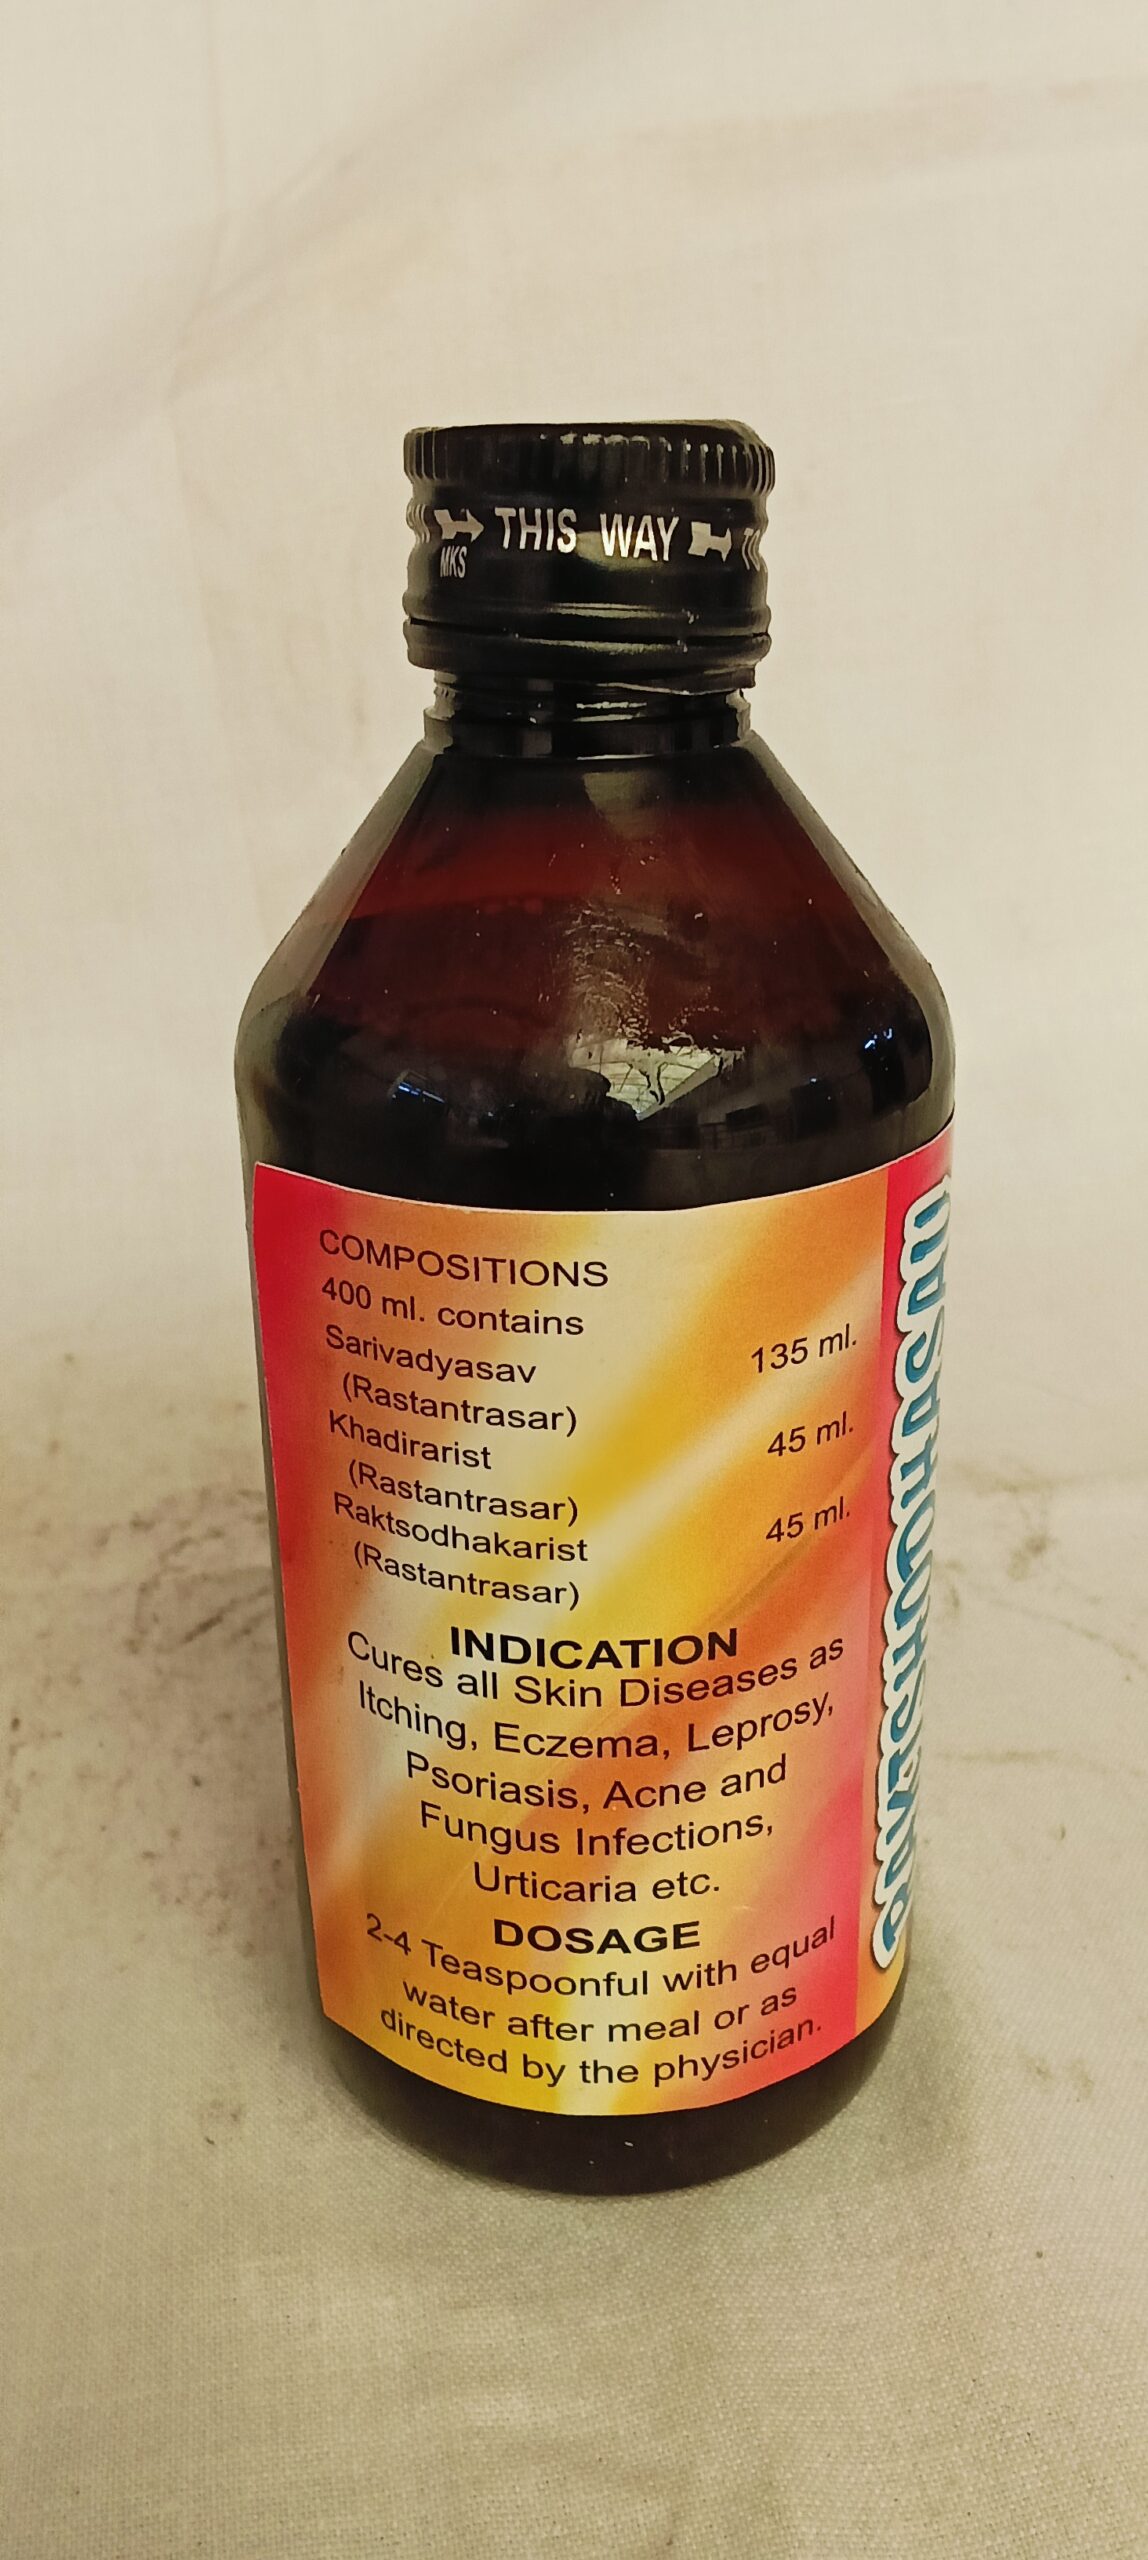 THIS WAY
MKS
COMPOSITIONS
400 ml. contains
Sarivadyasav 135 ml.
(Rastantrasar)
Khadirarist 45 ml.
(Rastantrasar)
Raktsodhakarist 45 ml.
(Rastantrasar)
INDICATION
Cures all Skin Diseases as
Itching, Eczema, Leprosy,
Psoriasis, Acne and
Fungus Infections,
Urticaria etc.
DOSAGE
2-4 Teaspoonful with equal
water after meal or as
directed by the physician.